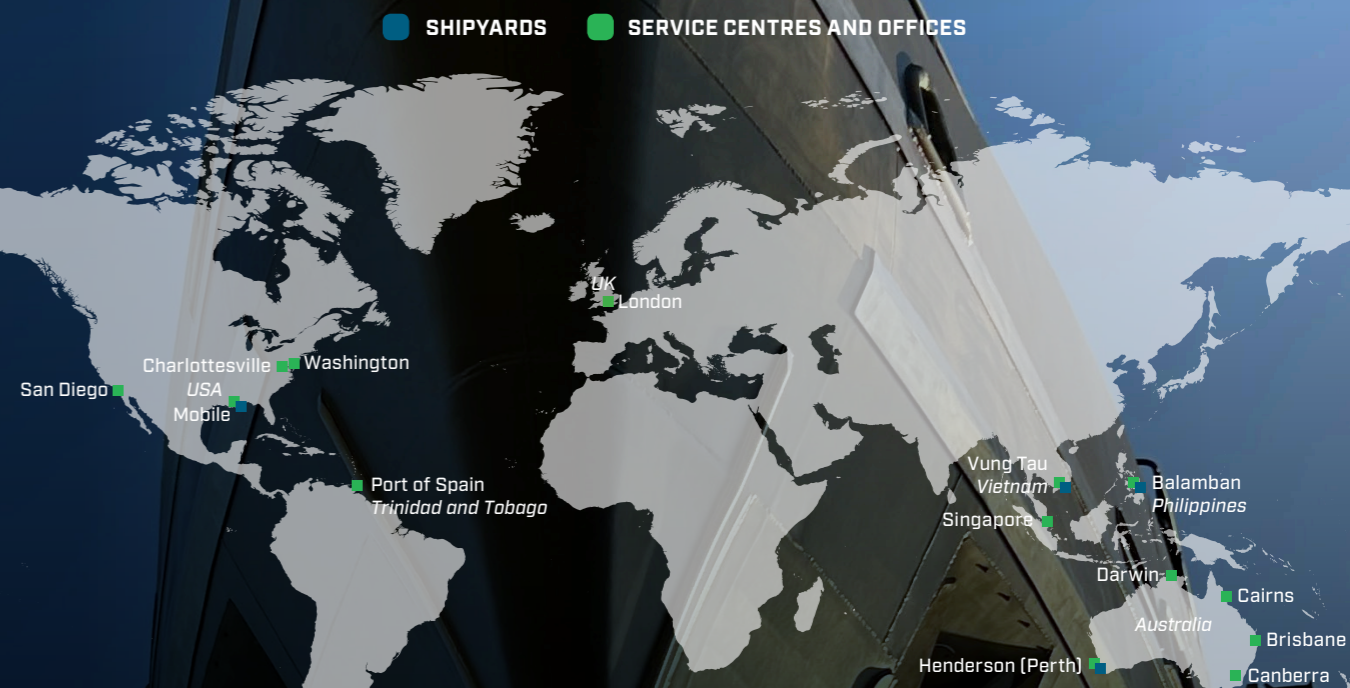 SHIPYARDS
SERVICE CENTRES AND OFFICES
UK
London
Charlottesville
Washington
San Diego
USA
Mobile
Port of Spain
Trinidad and Tobago
Vung Tau
Vietnam
Balamban
Philippines
Singapore
Darwin
Cairns
Australia
Brisbane
Henderson (Perth)
Canberra